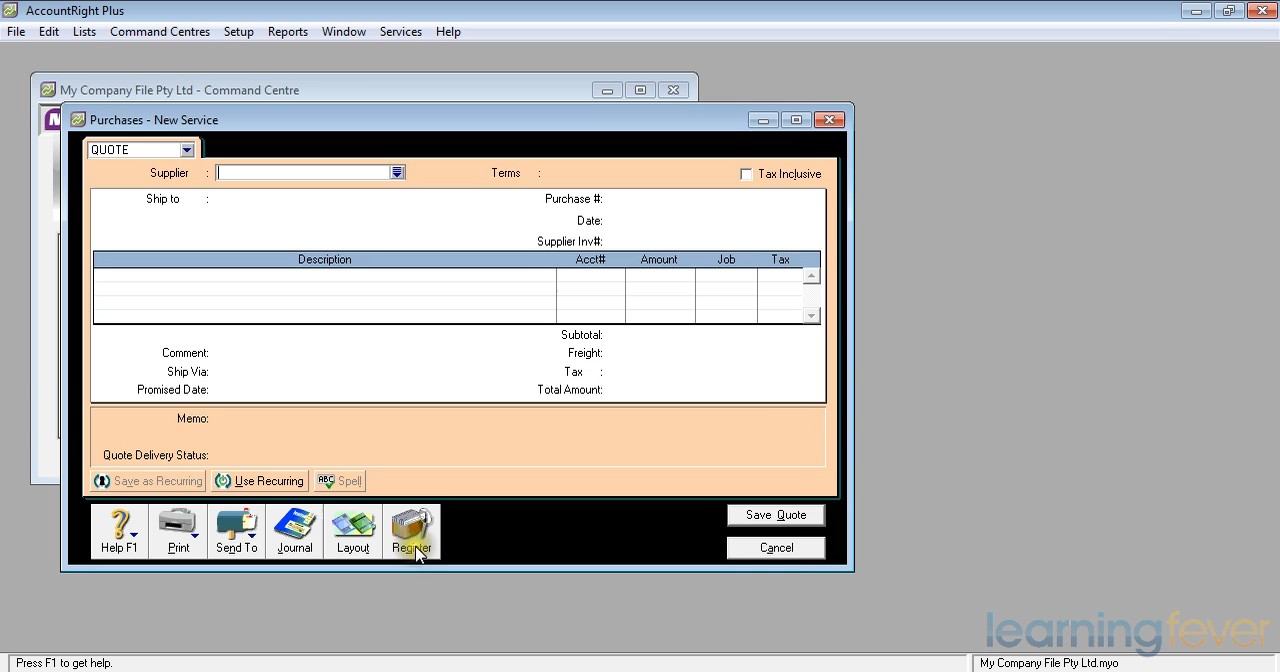 AccountRight Plus
File Edit Lists Command Centres Setup Reports Window Services Help
My Company File Pty Ltd - Command Centre
Purchases - New Service
QUOTE
Supplier : Terms : Tax Inclusive
Ship to : Purchase #:
Date:
Supplier Inv#:
Description Acct# Amount Job Tax
Subtotal:
Comment: Freight:
Ship Via: Tax :
Promised Date: Total Amount:
Memo:
Quote Delivery Status:
Save as Recurring Use Recurring ABC Spell
Help F1 Print Send To Journal Layout Register
Save Quote
Cancel
learningfever
Press F1 to get help. My Company File Pty Ltd.myo